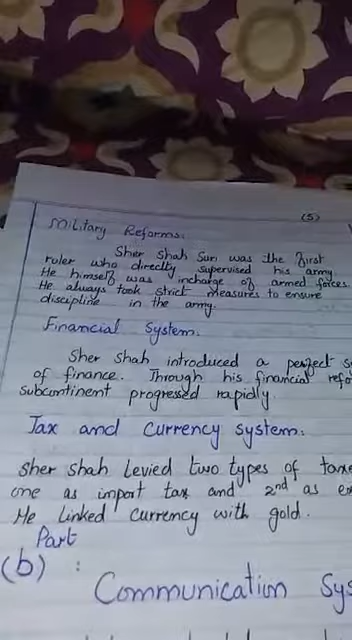 (5)
Military Reforms:
Sher Shah Suri was the first
ruler who directly supervised his army.
He himself was incharge of armed forces
He always took strict measures to ensure
discipline in the army.
Financial System.
Sher Shah introduced a perfect
of finance. Through his financial
subcontinent progressed rapidly
Tax and Currency system:
Sher shah Levied two types of
one as import tax and 2nd as
He Linked Currency with gold.
Part
(b) :
Communication